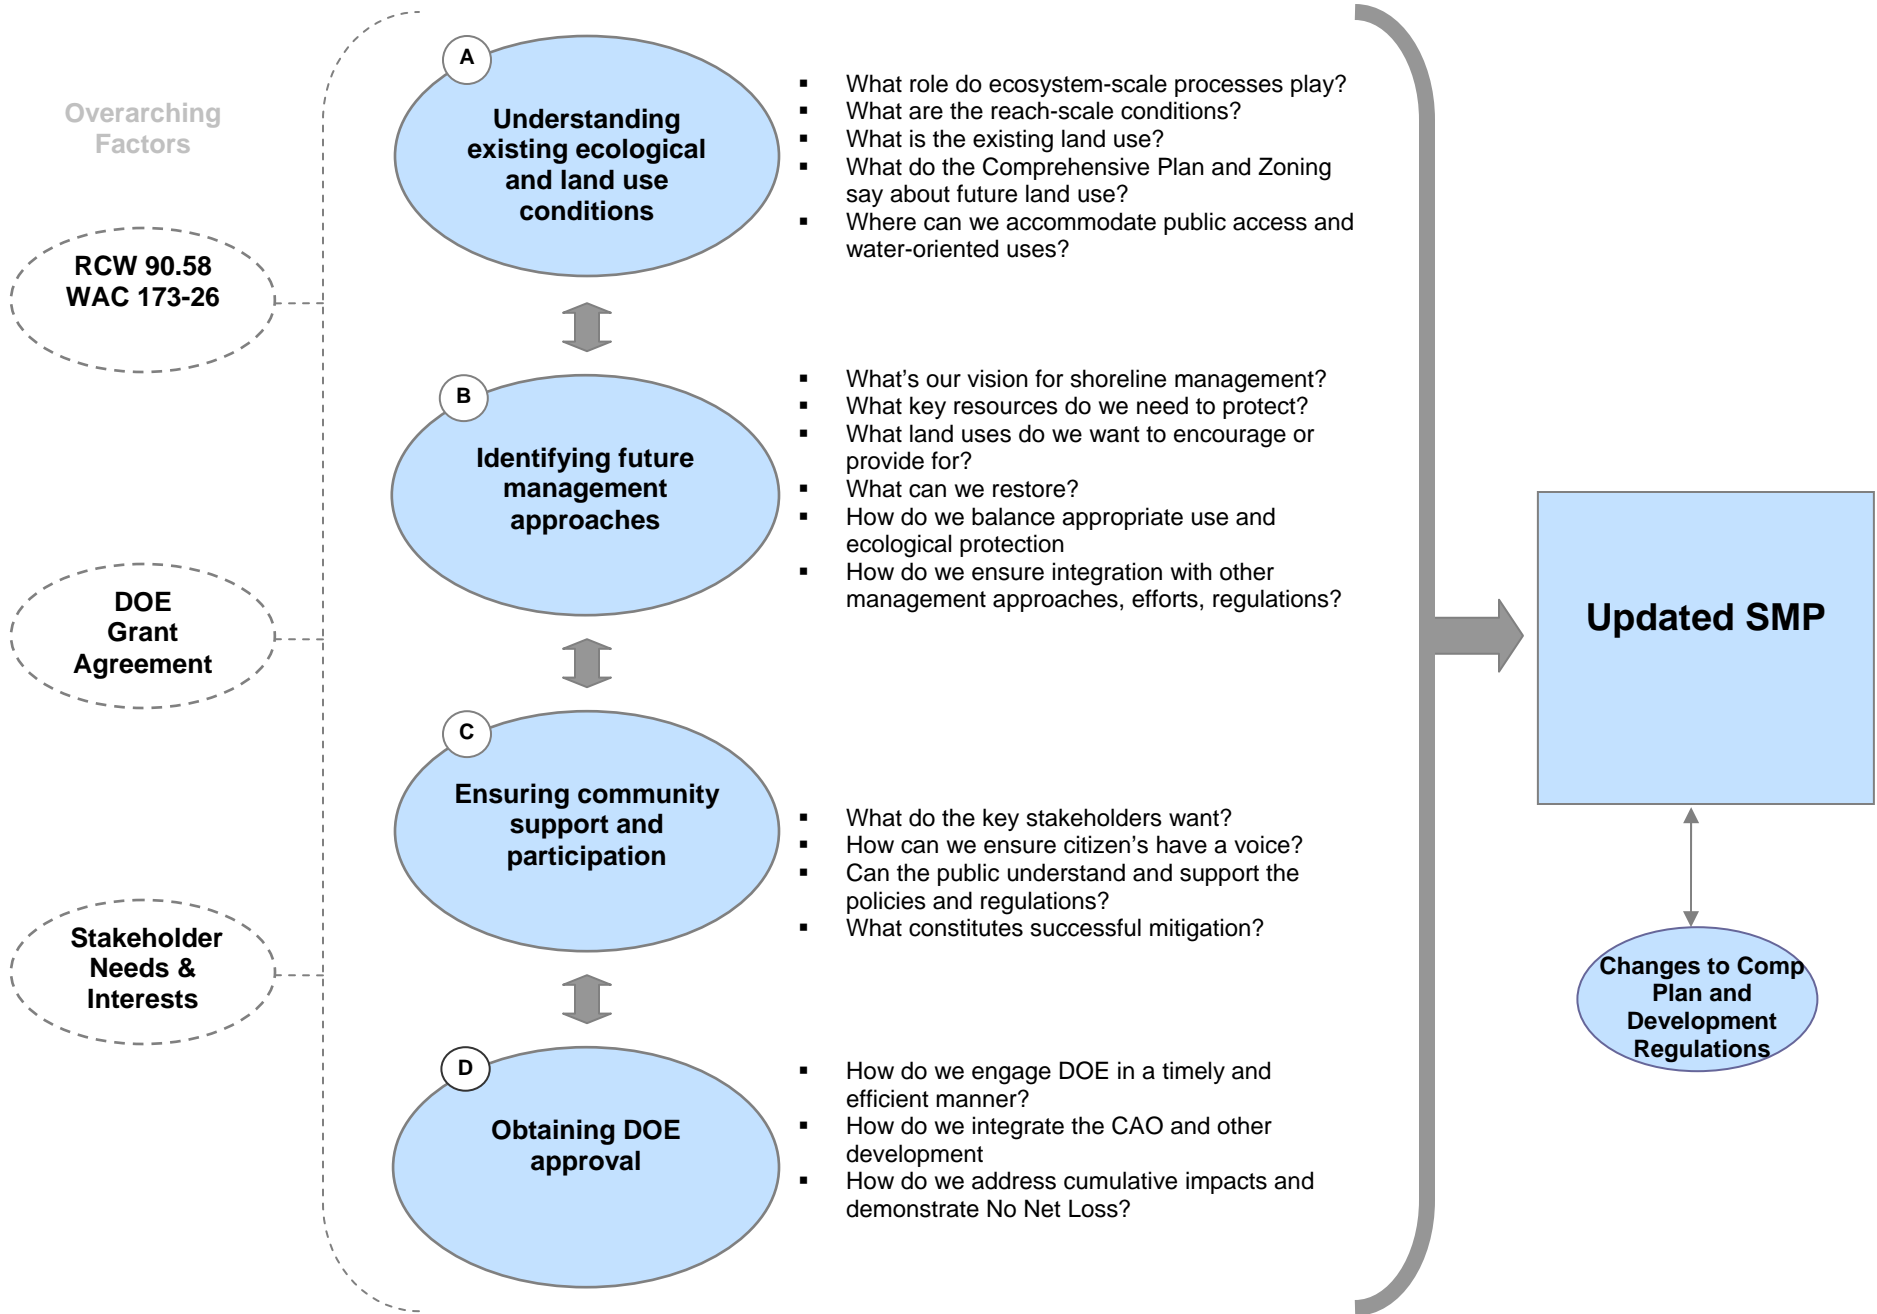 Overarching
Factors
RCW 90.58
WAC 173-26
DOE
Grant
Agreement
Stakeholder
Needs &
Interests
A
Understanding
existing ecological
and land use
conditions
▪ What role do ecosystem-scale processes play?
▪ What are the reach-scale conditions?
▪ What is the existing land use?
▪ What do the Comprehensive Plan and Zoning
say about future land use?
▪ Where can we accommodate public access and
water-oriented uses?
B
Identifying future
management
approaches
▪ What’s our vision for shoreline management?
▪ What key resources do we need to protect?
▪ What land uses do we want to encourage or
provide for?
▪ What can we restore?
▪ How do we balance appropriate use and
ecological protection
▪ How do we ensure integration with other
management approaches, efforts, regulations?
C
Ensuring community
support and
participation
▪ What do the key stakeholders want?
▪ How can we ensure citizen’s have a voice?
▪ Can the public understand and support the
policies and regulations?
▪ What constitutes successful mitigation?
D
Obtaining DOE
approval
▪ How do we engage DOE in a timely and
efficient manner?
▪ How do we integrate the CAO and other
development
▪ How do we address cumulative impacts and
demonstrate No Net Loss?
Updated SMP
Changes to Comp
Plan and
Development
Regulations